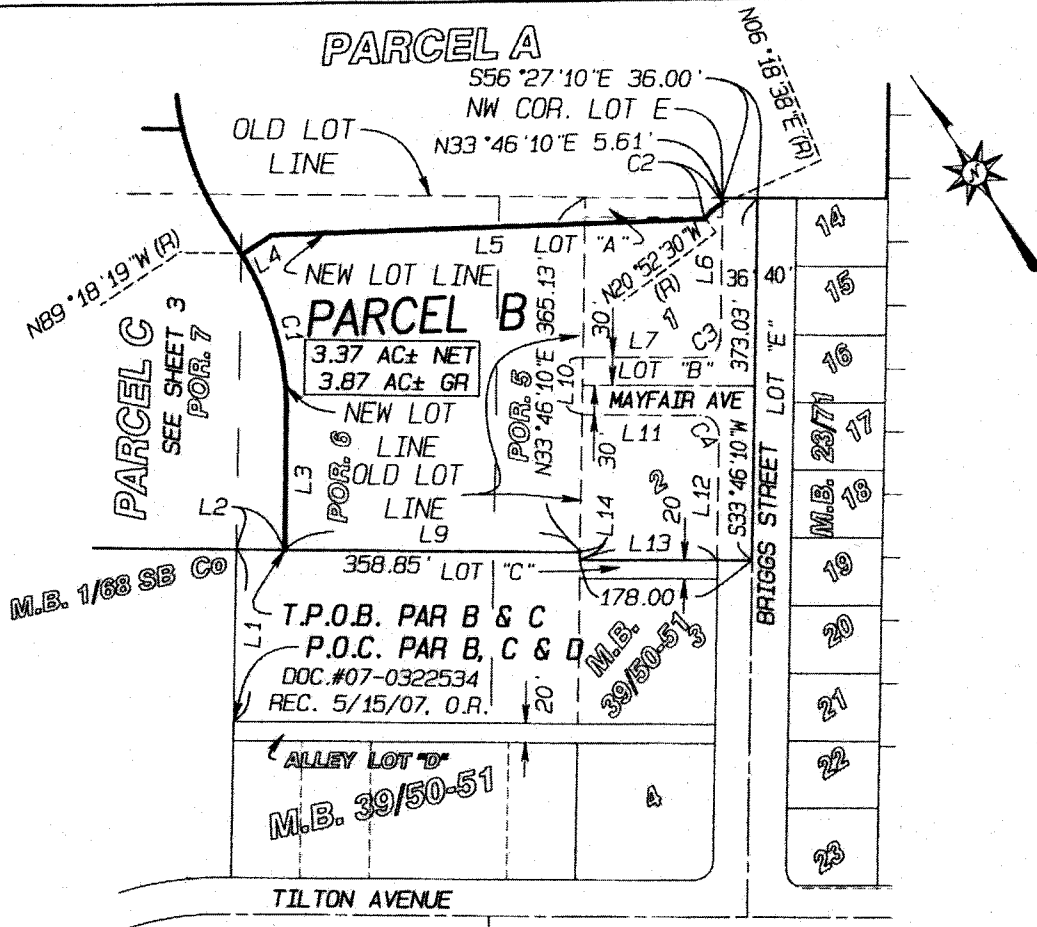 PARCEL A
S56°27'10"E 36.00'
NW COR. LOT E
N33°46'10"E 5.61'
C2
N06°18'38"E (R)
OLD LOT
LINE
N
L4
L5
LOT "A"
N89°18'19"W (R)
NEW LOT LINE
N20°52'30"W
(R)
L6
36'
40'
PARCEL C
SEE SHEET 3
POR. 7
C1
PARCEL B
3.37 AC± NET
3.87 AC± GR
NEW LOT
LINE
OLD LOT
LINE
POR. 6
POR. 5
N33°46'10"E 365.13'
30'
1
L7
C3
LOT "B"
L10
MAYFAIR AVE
L11
C4
30'
2
20'
L12
L14
L13
S33°46'10"W 373.03'
BRIGGS STREET LOT "E"
M.B. 23/71
14
15
16
17
18
19
20
21
22
23
L2
L3
L9
358.85'
LOT "C"
178.00'
M.B. 1/68 SB Co
L1
T.P.O.B. PAR B & C
P.O.C. PAR B, C & D
DOC.#07-0322534
REC. 5/15/07, O.R.
20'
M.B.
39/50-51
3
ALLEY LOT "D"
M.B. 39/50-51
4
TILTON AVENUE